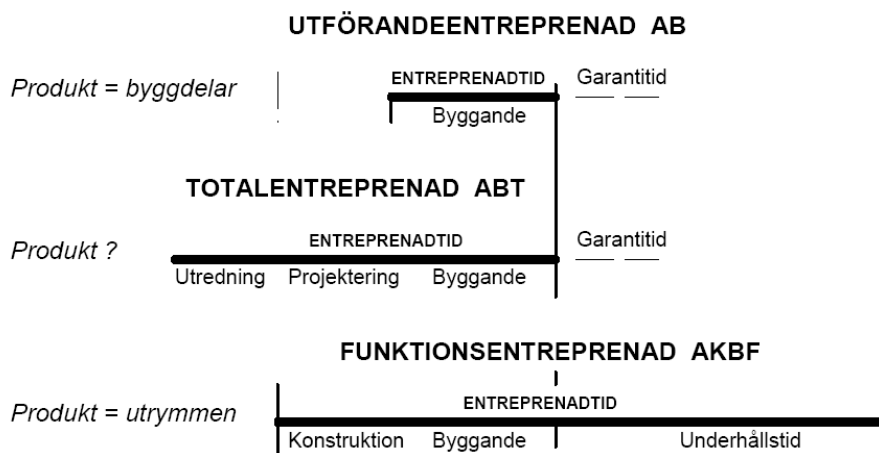 UTFÖRANDEENTREPRENAD AB
Produkt = byggdelar
ENTREPRENADTID
Garantitid
Byggande
TOTALENTREPRENAD ABT
Produkt ?
ENTREPRENADTID
Garantitid
Utredning Projektering Byggande
FUNKTIONSENTREPRENAD AKBF
Produkt = utrymmen
ENTREPRENADTID
Konstruktion Byggande Underhållstid